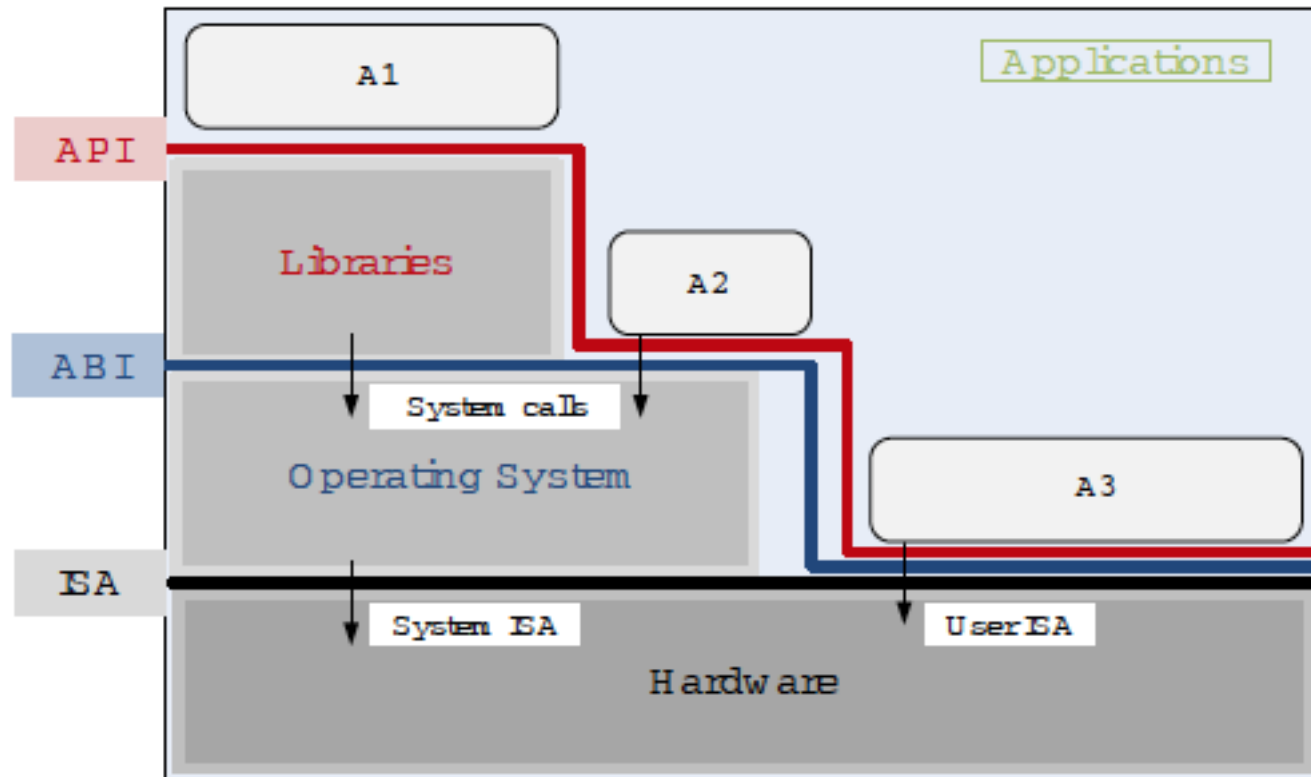 A1
Applications
API
Libraries
A2
ABI
System calls
Operating System
A3
ISA
System ISA
User ISA
Hardware